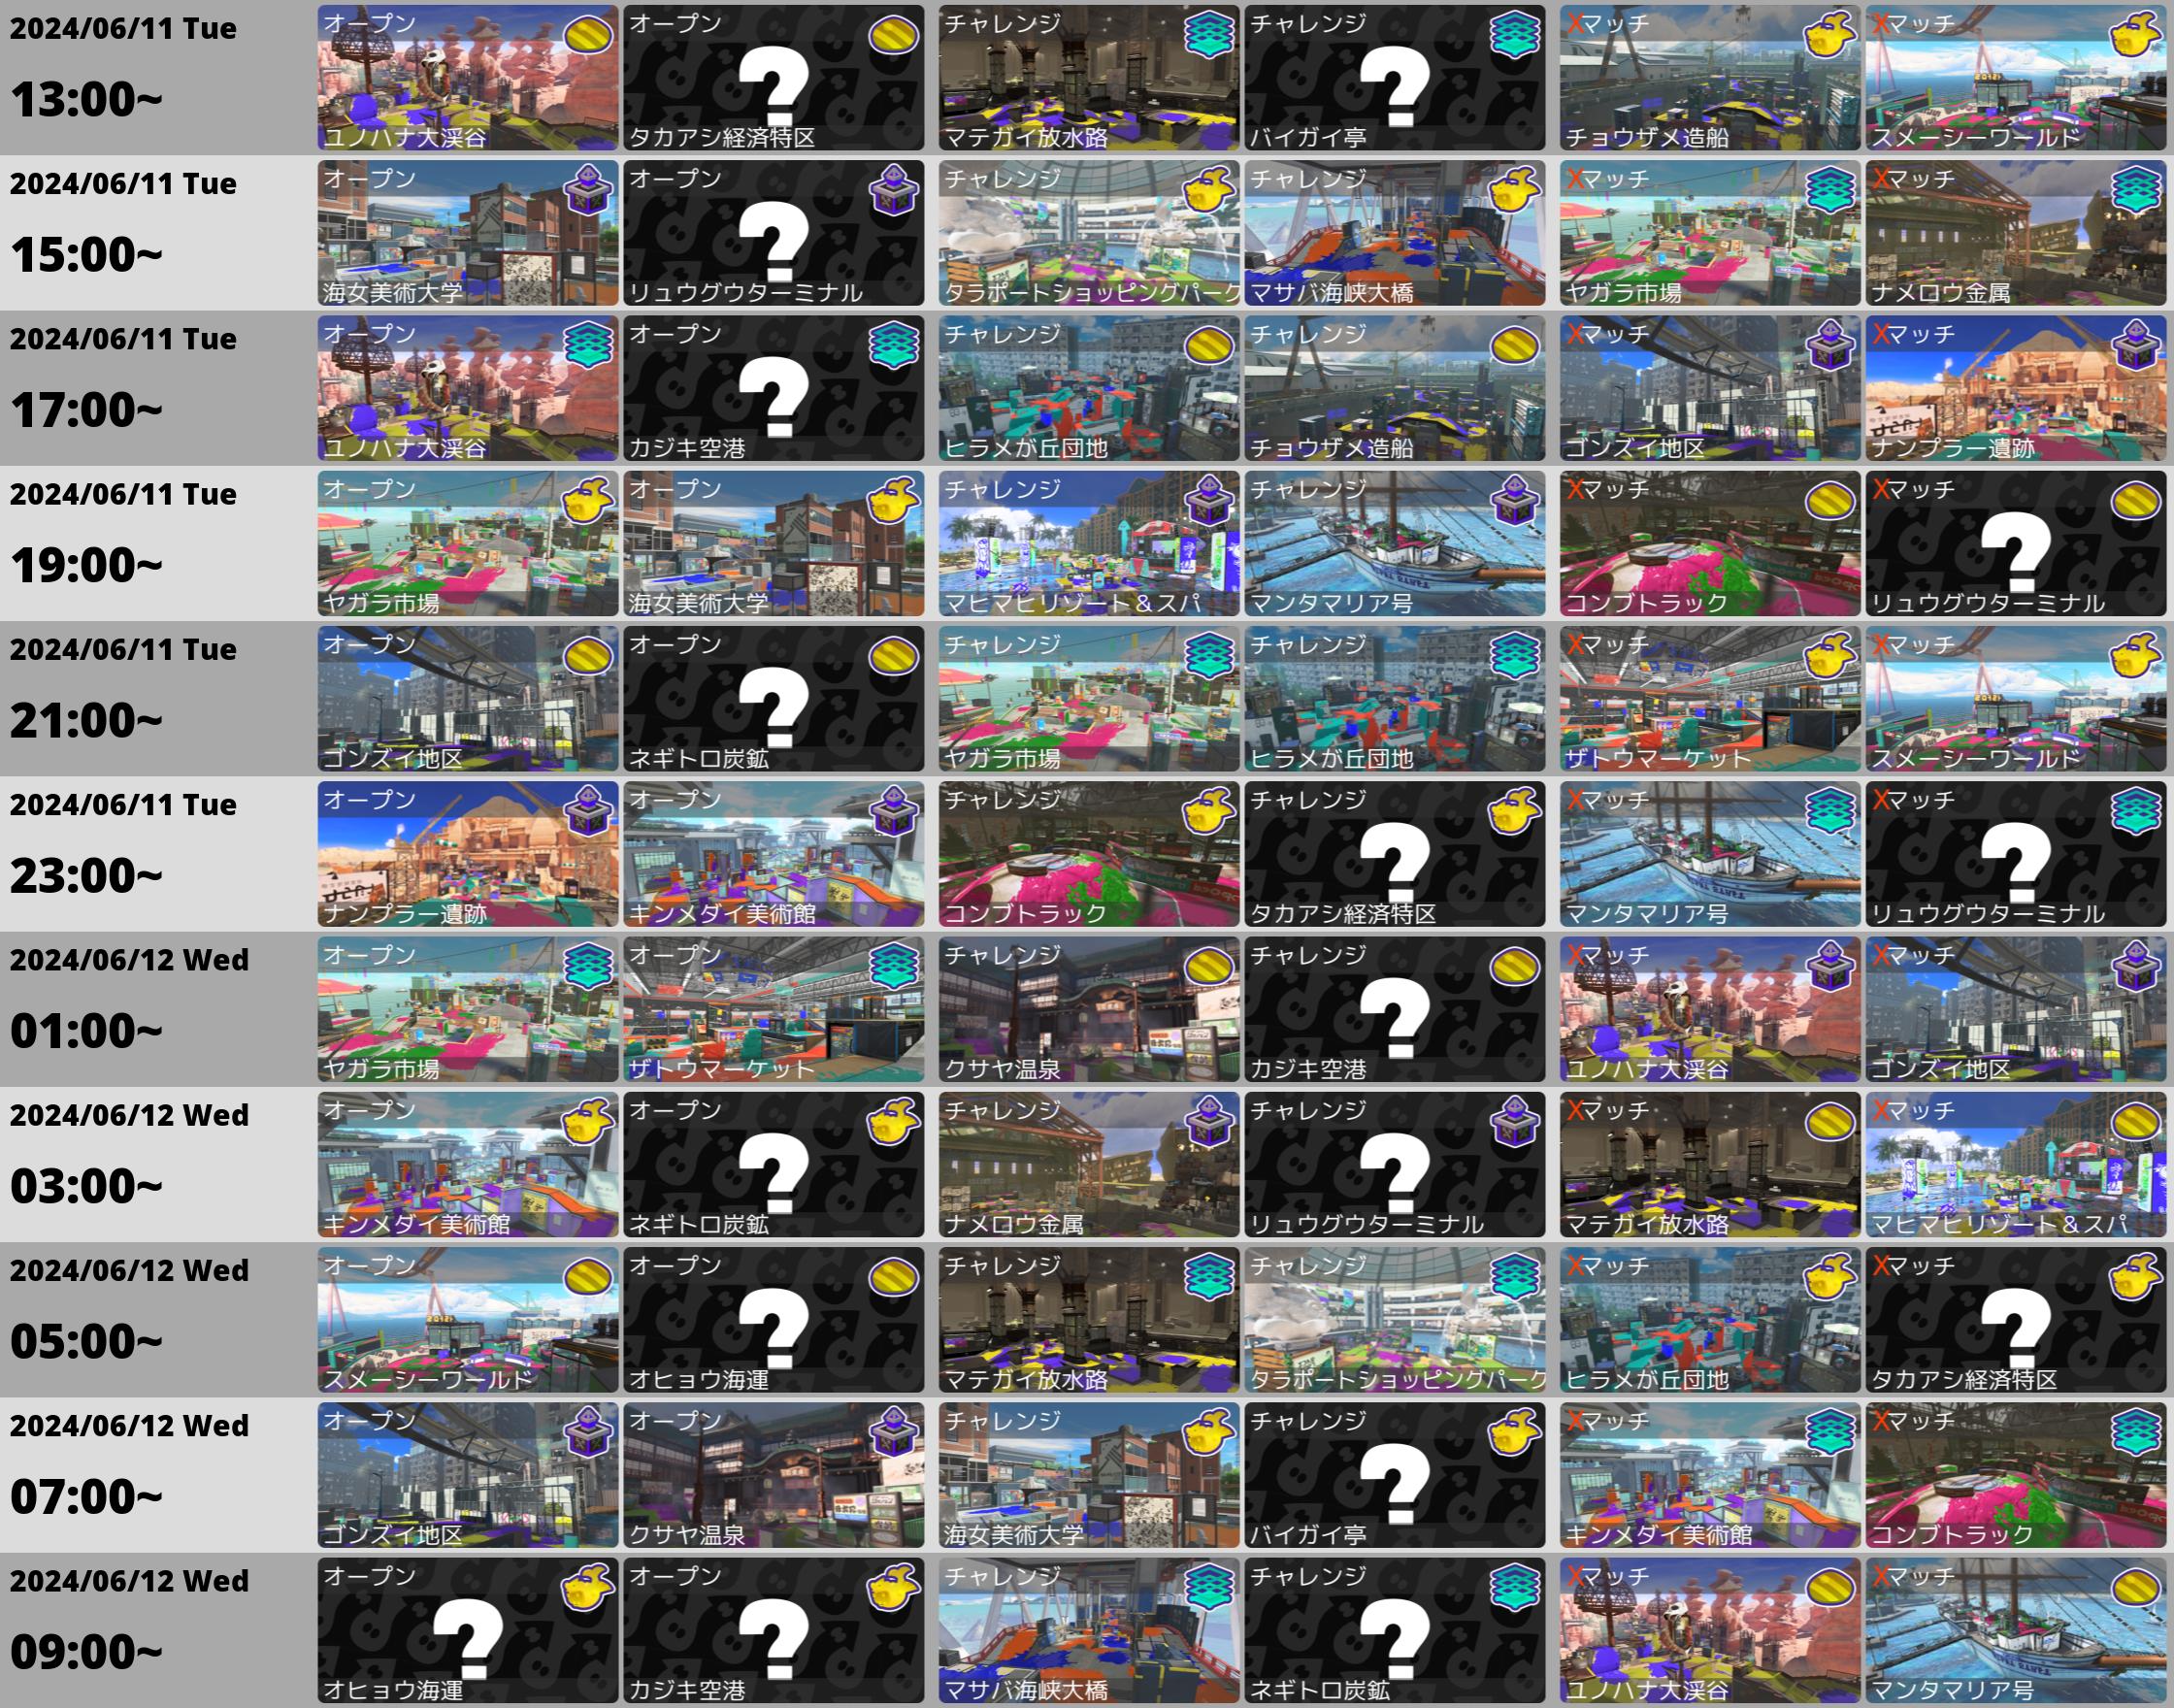 2024/06/11 Tue
13:00~
オープン
ユノハナ大渓谷
オープン
タカアシ経済特区
チャレンジ
マテガイ放水路
チャレンジ
バイガイ亭
Xマッチ
チョウザメ造船
Xマッチ
スメーシーワールド
2024/06/11 Tue
15:00~
オープン
海女美術大学
オープン
リュウグウターミナル
チャレンジ
タラポートショッピングパーク
チャレンジ
マサバ海峡大橋
Xマッチ
ヤガラ市場
Xマッチ
ナメロウ金属
2024/06/11 Tue
17:00~
オープン
ユノハナ大渓谷
オープン
カジキ空港
チャレンジ
ヒラメが丘団地
チャレンジ
チョウザメ造船
Xマッチ
ゴンズイ地区
Xマッチ
ナンプラー遺跡
2024/06/11 Tue
19:00~
オープン
ヤガラ市場
オープン
海女美術大学
チャレンジ
マヒマヒリゾート＆スパ
チャレンジ
マンタマリア号
Xマッチ
コンブトラック
Xマッチ
リュウグウターミナル
2024/06/11 Tue
21:00~
オープン
ゴンズイ地区
オープン
ネギトロ炭鉱
チャレンジ
ヤガラ市場
チャレンジ
ヒラメが丘団地
Xマッチ
ザトウマーケット
Xマッチ
スメーシーワールド
2024/06/11 Tue
23:00~
オープン
ナンプラー遺跡
オープン
キンメダイ美術館
チャレンジ
コンブトラック
チャレンジ
タカアシ経済特区
Xマッチ
マンタマリア号
Xマッチ
リュウグウターミナル
2024/06/12 Wed
01:00~
オープン
ヤガラ市場
オープン
ザトウマーケット
チャレンジ
クサヤ温泉
チャレンジ
カジキ空港
Xマッチ
ユノハナ大渓谷
Xマッチ
ゴンズイ地区
2024/06/12 Wed
03:00~
オープン
キンメダイ美術館
オープン
ネギトロ炭鉱
チャレンジ
ナメロウ金属
チャレンジ
リュウグウターミナル
Xマッチ
マテガイ放水路
Xマッチ
マヒマヒリゾート＆スパ
2024/06/12 Wed
05:00~
オープン
スメーシーワールド
オープン
オヒョウ海運
チャレンジ
マテガイ放水路
チャレンジ
タラポートショッピングパーク
Xマッチ
ヒラメが丘団地
Xマッチ
タカアシ経済特区
2024/06/12 Wed
07:00~
オープン
ゴンズイ地区
オープン
クサヤ温泉
チャレンジ
海女美術大学
チャレンジ
バイガイ亭
Xマッチ
キンメダイ美術館
Xマッチ
コンブトラック
2024/06/12 Wed
09:00~
オープン
オヒョウ海運
オープン
カジキ空港
チャレンジ
マサバ海峡大橋
チャレンジ
ネギトロ炭鉱
Xマッチ
ユノハナ大渓谷
Xマッチ
マンタマリア号